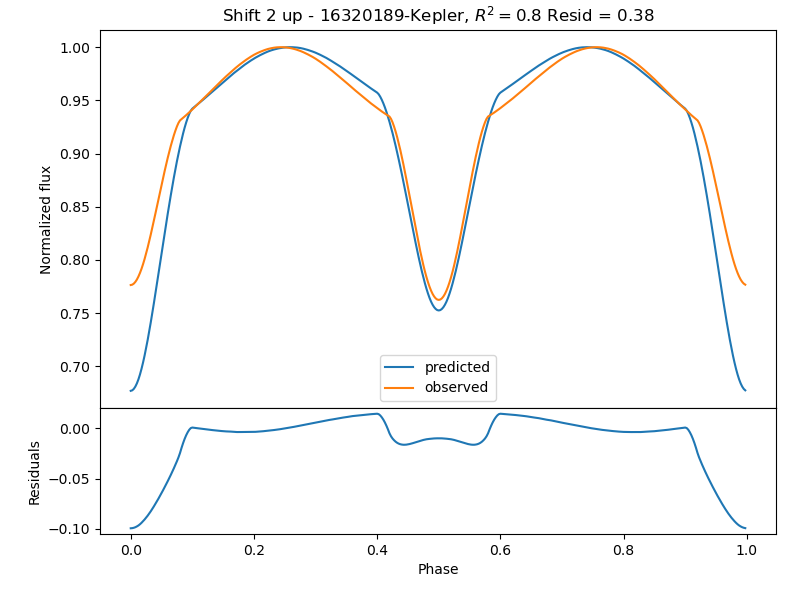 Shift 2 up - 16320189-Kepler, R² = 0.8 Resid = 0.38
Normalized flux
1.00
0.95
0.90
0.85
0.80
0.75
0.70
predicted
observed
Residuals
0.00
−0.05
−0.10
0.0 0.2 0.4 0.6 0.8 1.0
Phase